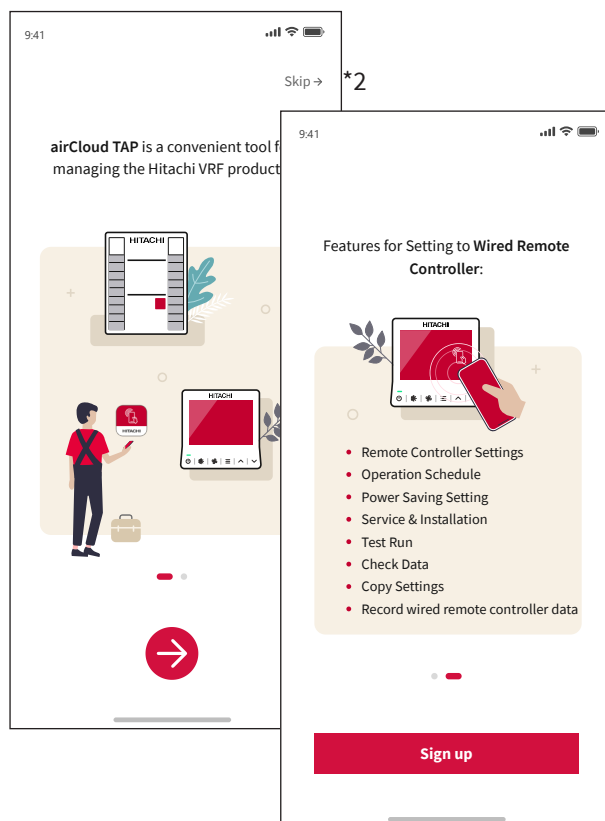 9:41
Skip →
*2
airCloud TAP is a convenient tool f
managing the Hitachi VRF product
HITACHI
HITACHI
HITACHI
9:41
Features for Setting to Wired Remote
Controller:
HITACHI
• Remote Controller Settings
• Operation Schedule
• Power Saving Setting
• Service & Installation
• Test Run
• Check Data
• Copy Settings
• Record wired remote controller data
Sign up